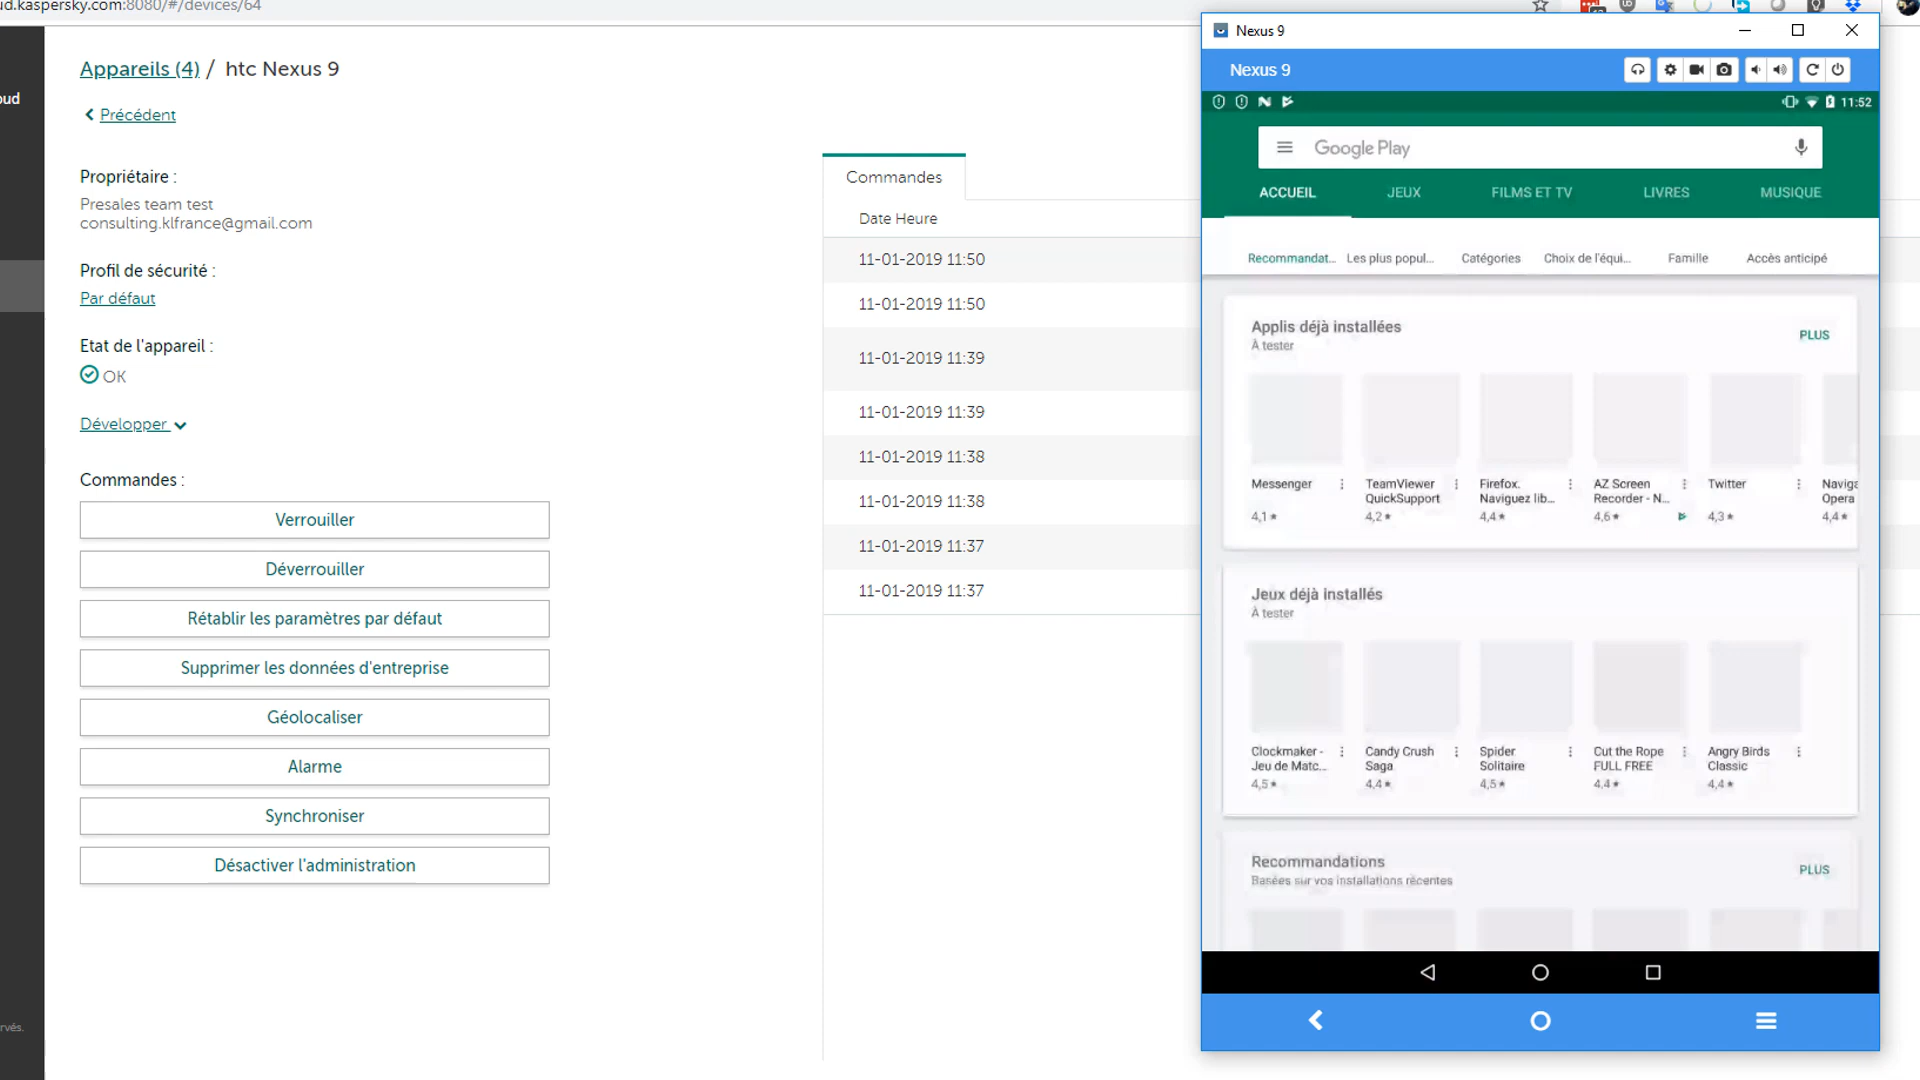 ud.kaspersky.com:8080/#/devices/64
oud
Appareils (4) / htc Nexus 9
Précédent
Propriétaire :
Presales team test
consulting.klfrance@gmail.com
Profil de sécurité :
Par défaut
Etat de l'appareil :
OK
Développer
Commandes :
Verrouiller
Déverrouiller
Rétablir les paramètres par défaut
Supprimer les données d'entreprise
Géolocaliser
Alarme
Synchroniser
Désactiver l'administration
rvés.
Commandes
Date Heure
11-01-2019 11:50
11-01-2019 11:50
11-01-2019 11:39
11-01-2019 11:39
11-01-2019 11:38
11-01-2019 11:38
11-01-2019 11:37
11-01-2019 11:37
Nexus 9
Nexus 9
11:52
Google Play
ACCUEIL JEUX FILMS ET TV LIVRES MUSIQUE
Recommandat... Les plus popul... Catégories Choix de l'équi... Famille Accès anticipé
Applis déjà installées
À tester
PLUS
Messenger TeamViewer Firefox. AZ Screen Twitter Naviga
QuickSupport Naviguez lib... Recorder - N... Opera
4,1★ 4,2★ 4,4★ 4,6★ 4,3★ 4,4★
Jeux déjà installés
À tester
Clockmaker - Candy Crush Spider Cut the Rope Angry Birds
Jeu de Matc... Saga Solitaire FULL FREE Classic
4,5★ 4,4★ 4,5★ 4,4★ 4,4★
Recommandations
Basées sur vos installations récentes
PLUS